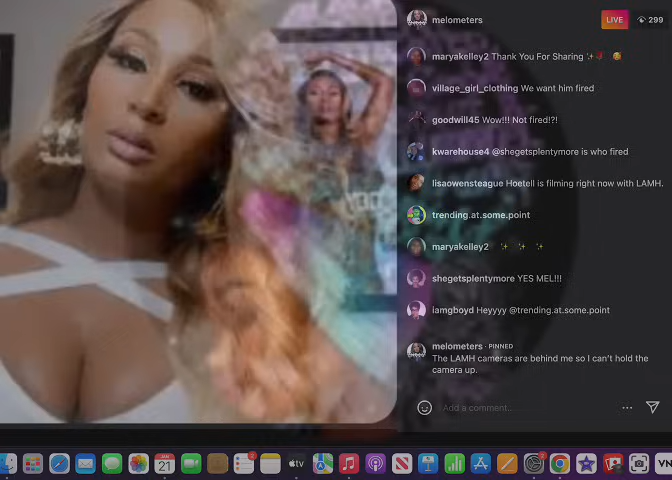 melometers
LIVE 299
maryakelley2 Thank You For Sharing ✨🌹 🥰
village_girl_clothing We want him fired
goodwill45 Wow!!! Not fired!?!
kwarehouse4 @shegetsplentymore is who fired
lisaowensteague Hoetell is filming right now with LAMH.
trending.at.some.point
maryakelley2 ✨ ✨ ✨
shegetsplentymore YES MEL!!!
iamgboyd Heyyyy @trending.at.some.point
melometers · PINNED
The LAMH cameras are behind me so I can't hold the
camera up.
Add a comment...
JAN
21
tv
VN